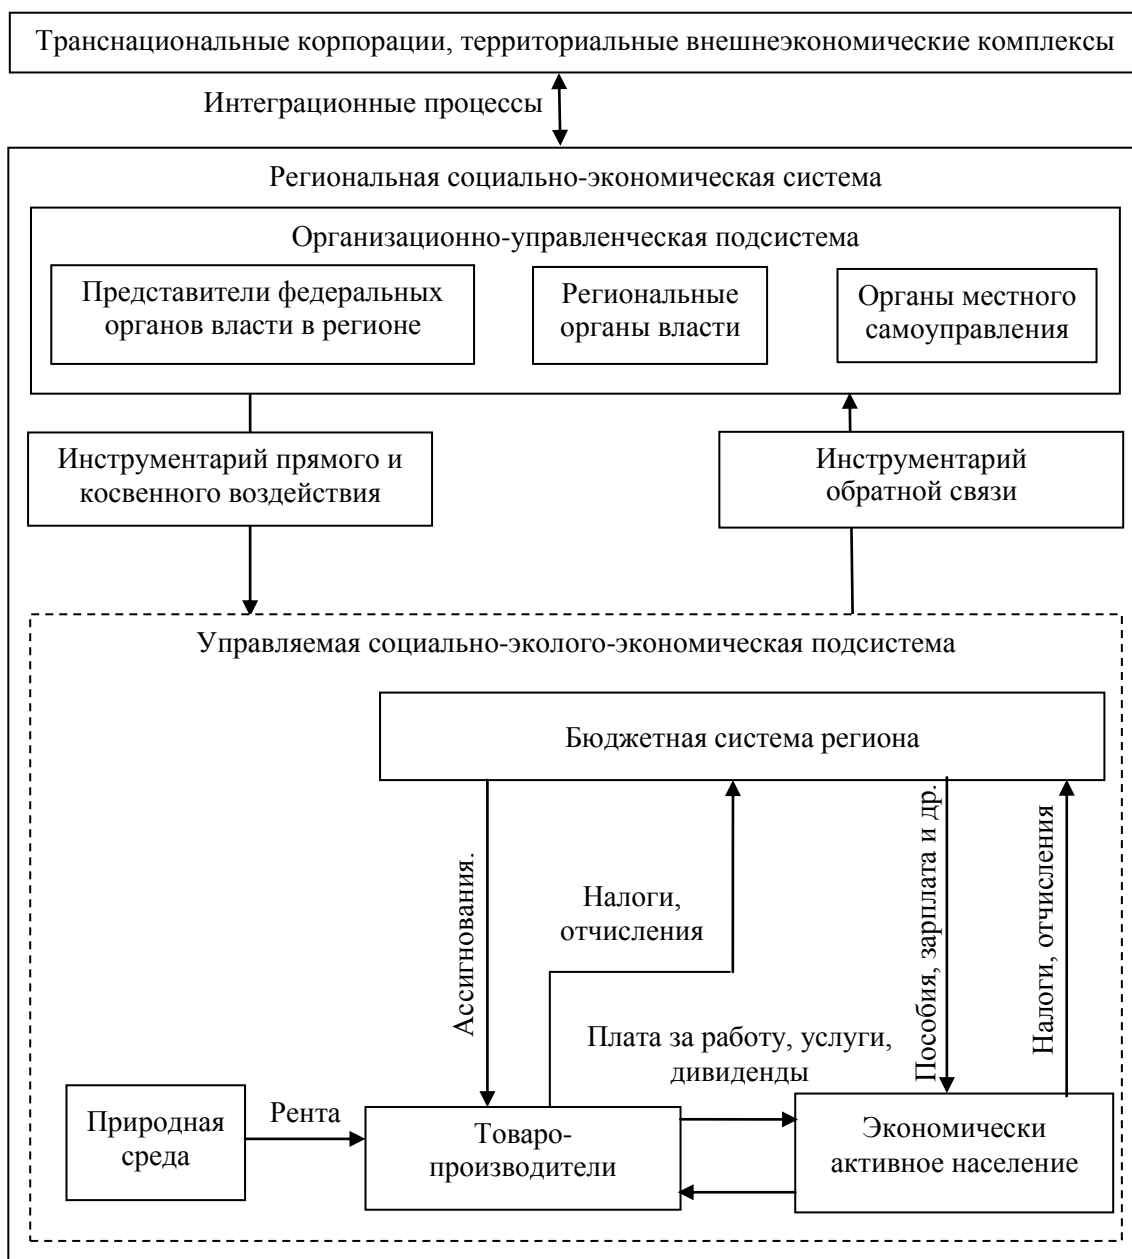 Транснациональные корпорации, территориальные внешнеэкономические комплексы
Интеграционные процессы
Региональная социально-экономическая система
Организационно-управленческая подсистема
Представители федеральных
органов власти в регионе
Региональные
органы власти
Органы местного
самоуправления
Инструментарий прямого и
косвенного воздействия
Инструментарий
обратной связи
Управляемая социально-эколого-экономическая подсистема
Бюджетная система региона
Ассигнования.
Налоги,
отчисления
Пособия, зарплата и др.
Налоги, отчисления
Плата за работу, услуги,
дивиденды
Природная
среда
Рента
Товаро-
производители
Экономически
активное население